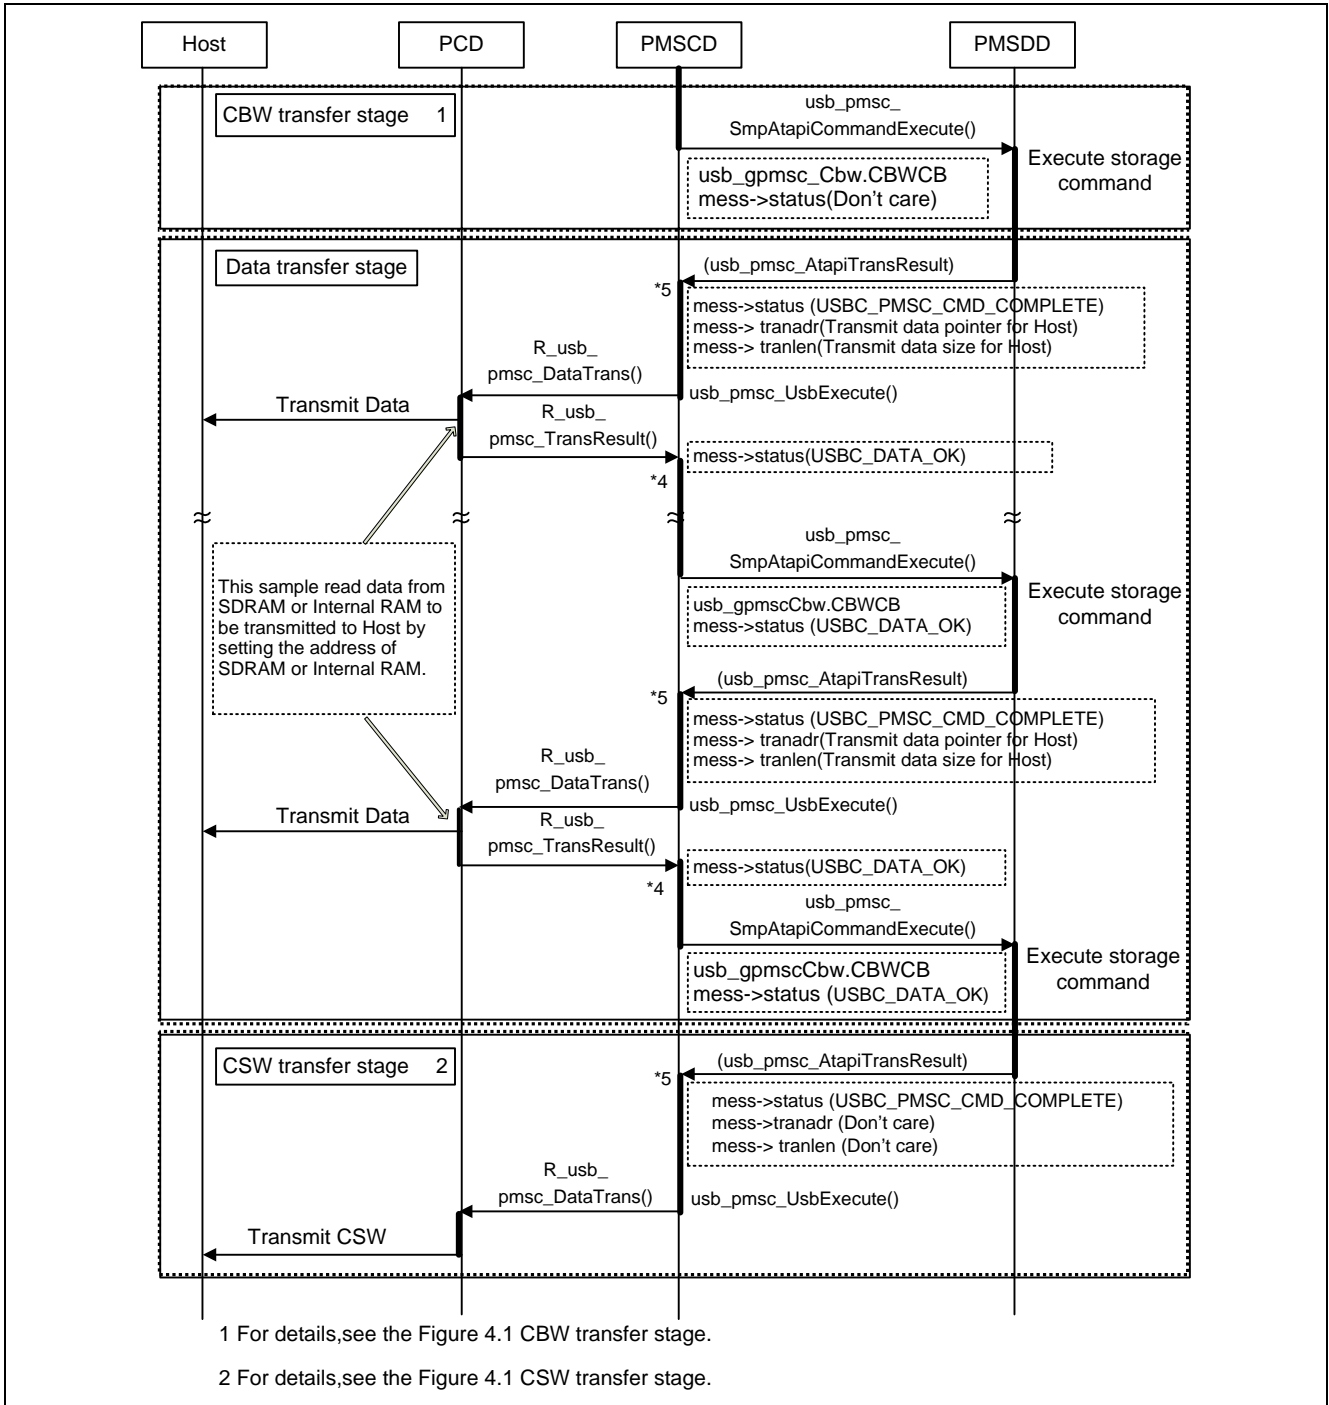 Host
PCD
PMSCD
PMSDD
CBW transfer stage 1
usb_pmsc_
SmpAtapiCommandExecute()
usb_gpmsc_Cbw.CBWCB
mess->status(Don't care)
Execute storage
command
Data transfer stage
(usb_pmsc_AtapiTransResult)
*5
mess->status (USBC_PMSC_CMD_COMPLETE)
mess-> tranadr(Transmit data pointer for Host)
mess-> tranlen(Transmit data size for Host)
R_usb_
pmsc_DataTrans()
usb_pmsc_UsbExecute()
Transmit Data
R_usb_
pmsc_TransResult()
mess->status(USBC_DATA_OK)
*4
usb_pmsc_
SmpAtapiCommandExecute()
This sample read data from
SDRAM or Internal RAM to
be transmitted to Host by
setting the address of
SDRAM or Internal RAM.
usb_gpmscCbw.CBWCB
mess->status (USBC_DATA_OK)
Execute storage
command
(usb_pmsc_AtapiTransResult)
*5
mess->status (USBC_PMSC_CMD_COMPLETE)
mess-> tranadr(Transmit data pointer for Host)
mess-> tranlen(Transmit data size for Host)
R_usb_
pmsc_DataTrans()
usb_pmsc_UsbExecute()
Transmit Data
R_usb_
pmsc_TransResult()
mess->status(USBC_DATA_OK)
*4
usb_pmsc_
SmpAtapiCommandExecute()
usb_gpmscCbw.CBWCB
mess->status (USBC_DATA_OK)
Execute storage
command
CSW transfer stage 2
(usb_pmsc_AtapiTransResult)
*5
mess->status (USBC_PMSC_CMD_COMPLETE)
mess->tranadr (Don't care)
mess-> tranlen (Don't care)
R_usb_
pmsc_DataTrans()
usb_pmsc_UsbExecute()
Transmit CSW
1 For details,see the Figure 4.1 CBW transfer stage.
2 For details,see the Figure 4.1 CSW transfer stage.